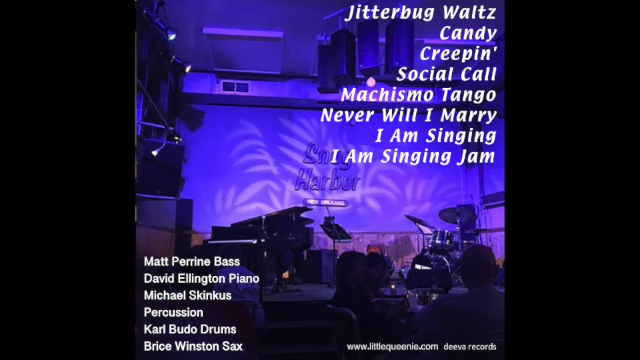 Jitterbug Waltz
Candy
Creepin'
Social Call
Machismo Tango
Never Will I Marry
I Am Singing
I Am Singing Jam
Snug
Harbor
NEW ORLEANS
Matt Perrine Bass
David Ellington Piano
Michael Skinkus
Percussion
Karl Budo Drums
Brice Winston Sax
www.littlequeenie.com deeva records